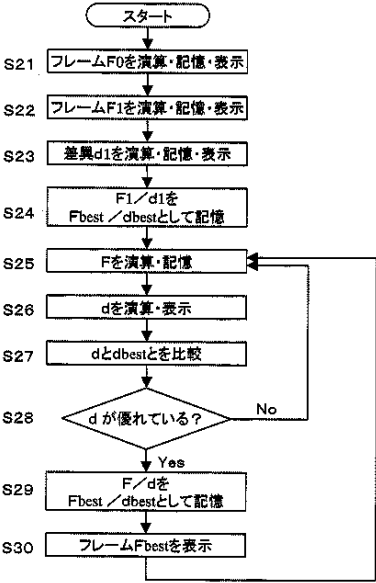 スタート
S21 フレームF0を演算・記憶・表示
S22 フレームF1を演算・記憶・表示
S23 差異d1を演算・記憶・表示
S24 F1/d1を
Fbest/dbestとして記憶
S25 Fを演算・記憶
S26 dを演算・表示
S27 dとdbestとを比較
S28 dが優れている? No
Yes
S29 F/dを
Fbest/dbestとして記憶
S30 フレームFbestを表示